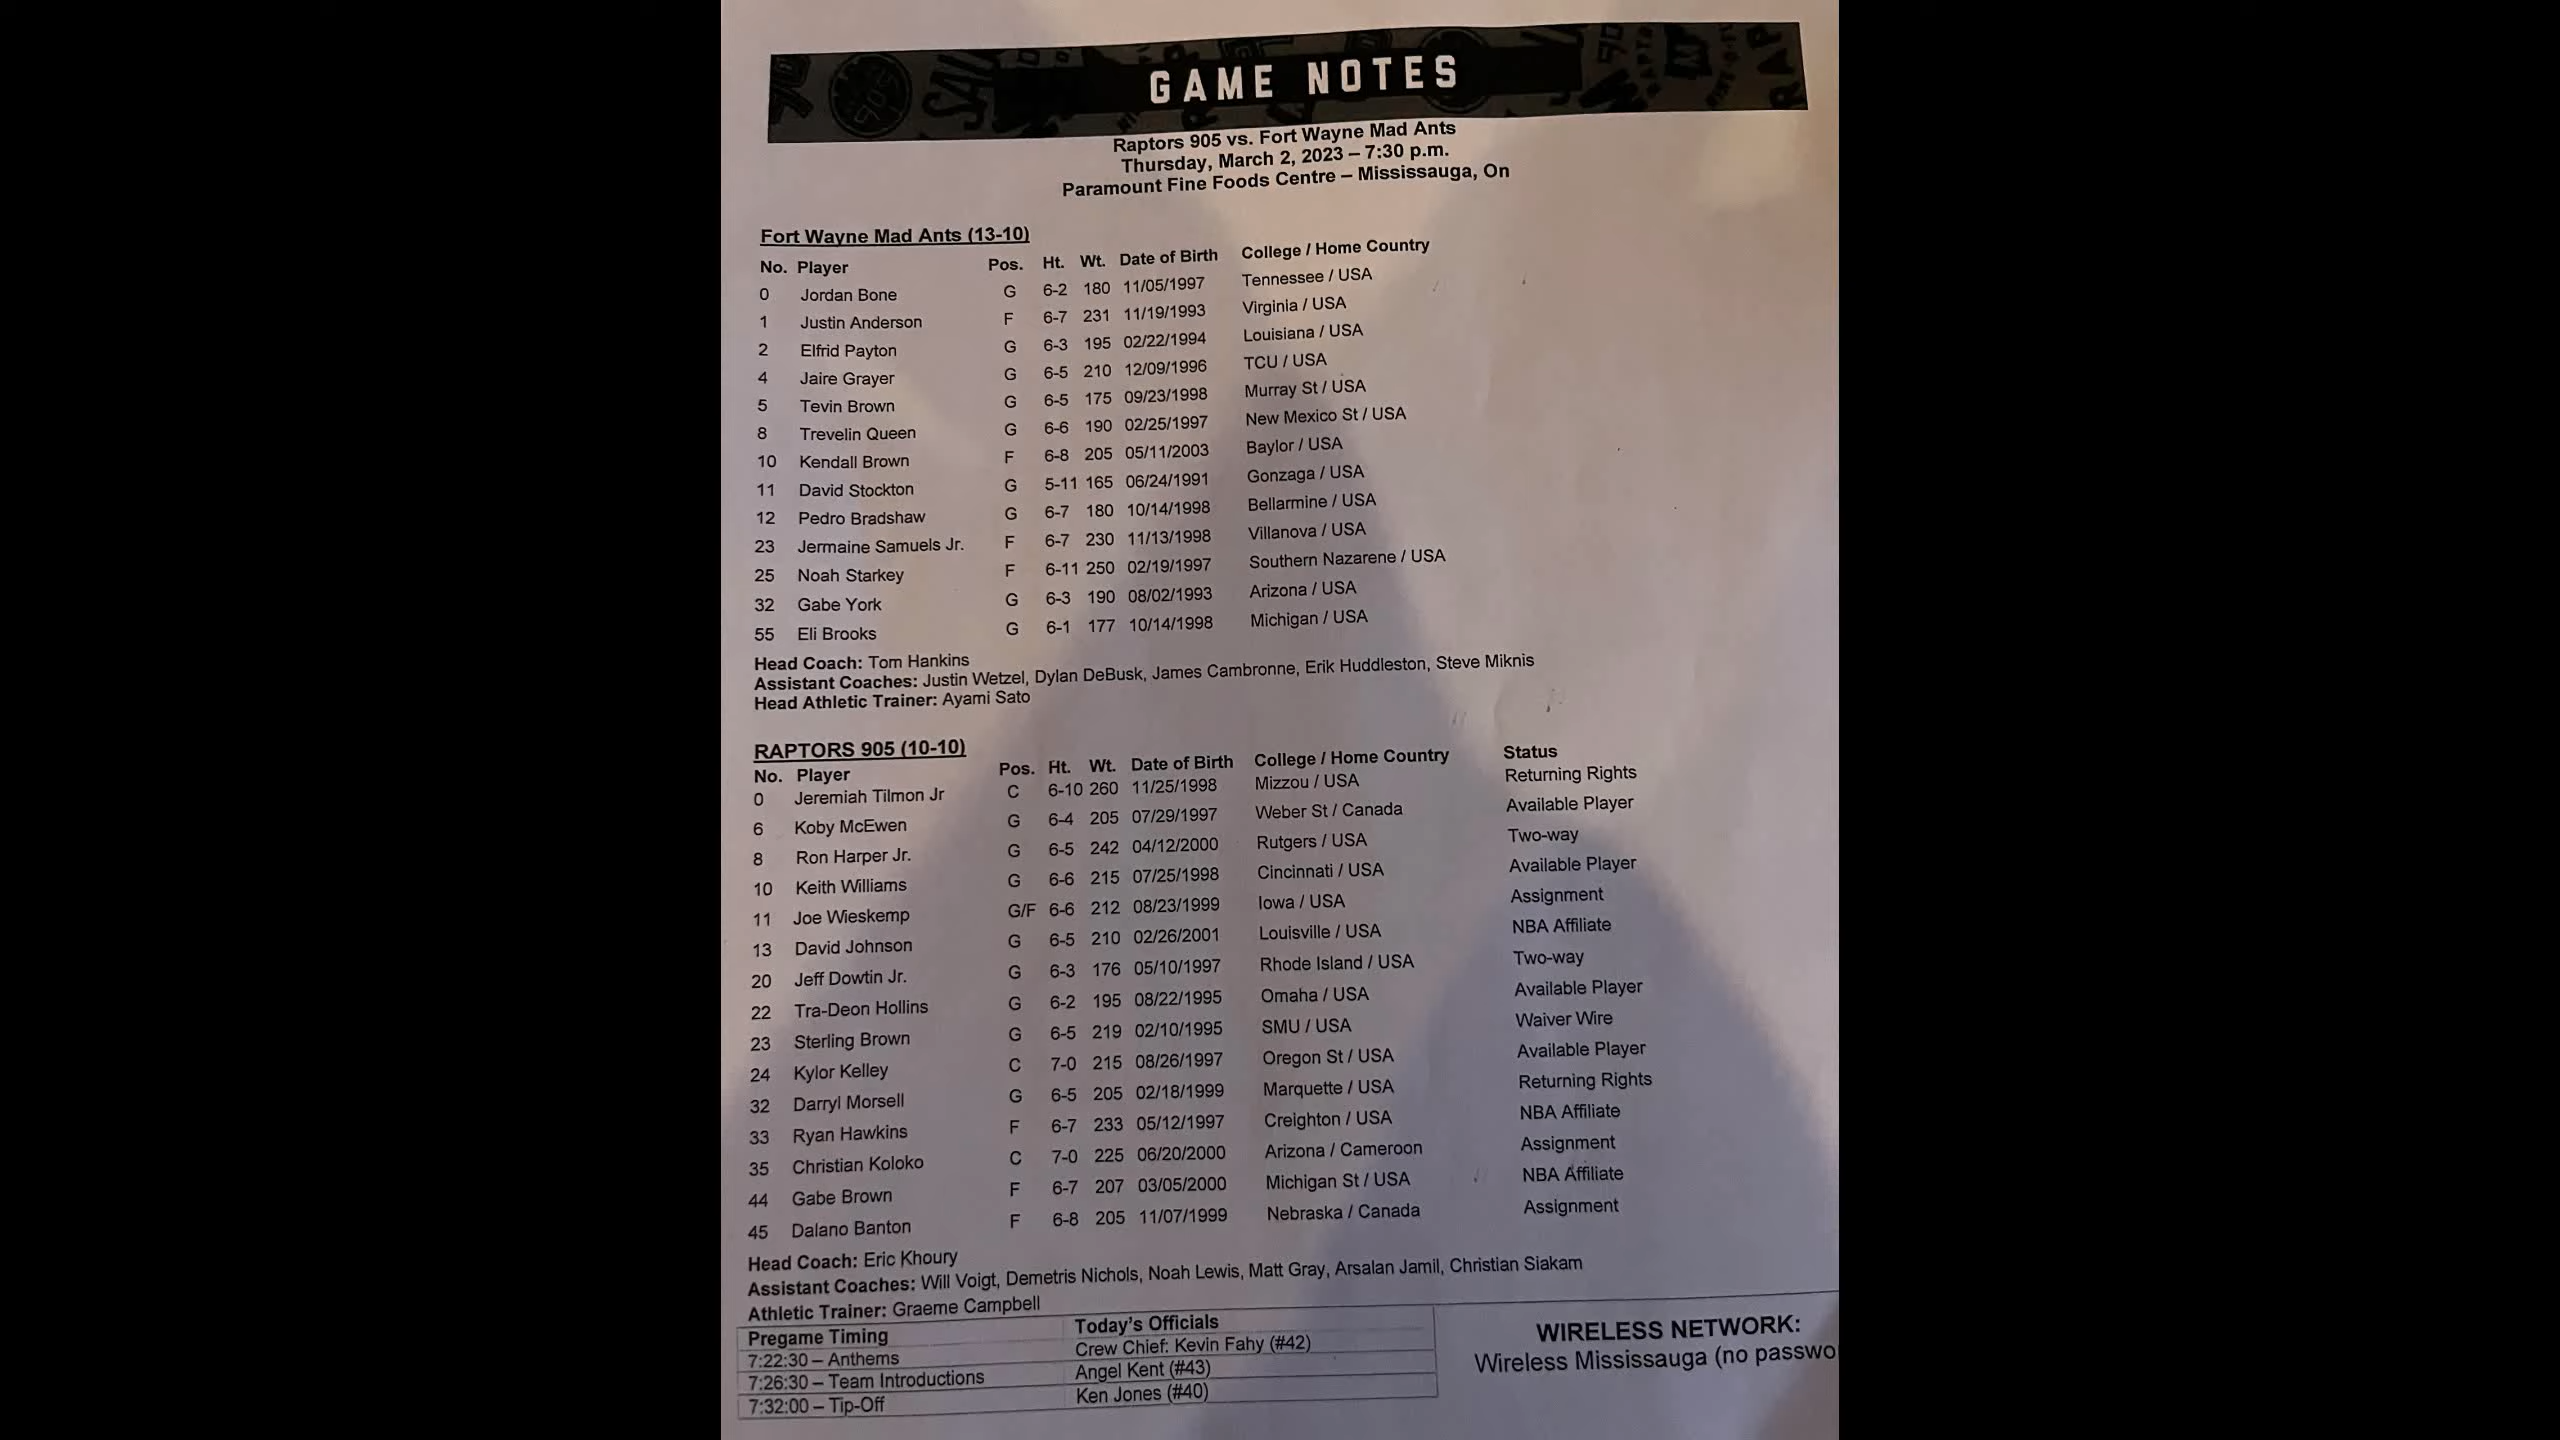 GAME NOTES
Raptors 905 vs. Fort Wayne Mad Ants
Thursday, March 2, 2023 – 7:30 p.m.
Paramount Fine Foods Centre – Mississauga, On
Fort Wayne Mad Ants (13-10)
No. Player Pos. Ht. Wt. Date of Birth College / Home Country
0 Jordan Bone G 6-2 180 11/05/1997 Tennessee / USA
1 Justin Anderson F 6-7 231 11/19/1993 Virginia / USA
2 Elfrid Payton G 6-3 195 02/22/1994 Louisiana / USA
4 Jaire Grayer G 6-5 210 12/09/1996 TCU / USA
5 Tevin Brown G 6-5 175 09/23/1998 Murray St / USA
8 Trevelin Queen G 6-6 190 02/25/1997 New Mexico St / USA
10 Kendall Brown F 6-8 205 05/11/2003 Baylor / USA
11 David Stockton G 5-11 165 06/24/1991 Gonzaga / USA
12 Pedro Bradshaw G 6-7 180 10/14/1998 Bellarmine / USA
23 Jermaine Samuels Jr. F 6-7 230 11/13/1998 Villanova / USA
25 Noah Starkey F 6-11 250 02/19/1997 Southern Nazarene / USA
32 Gabe York G 6-3 190 08/02/1993 Arizona / USA
55 Eli Brooks G 6-1 177 10/14/1998 Michigan / USA
Head Coach: Tom Hankins
Assistant Coaches: Justin Wetzel, Dylan DeBusk, James Cambronne, Erik Huddleston, Steve Miknis
Head Athletic Trainer: Ayami Sato
RAPTORS 905 (10-10)
No. Player Pos. Ht. Wt. Date of Birth College / Home Country Status
0 Jeremiah Tilmon Jr C 6-10 260 11/25/1998 Mizzou / USA Returning Rights
6 Koby McEwen G 6-4 205 07/29/1997 Weber St / Canada Available Player
8 Ron Harper Jr. G 6-5 242 04/12/2000 Rutgers / USA Two-way
10 Keith Williams G 6-6 215 07/25/1998 Cincinnati / USA Available Player
11 Joe Wieskemp G/F 6-6 212 08/23/1999 Iowa / USA Assignment
13 David Johnson G 6-5 210 02/26/2001 Louisville / USA NBA Affiliate
20 Jeff Dowtin Jr. G 6-3 176 05/10/1997 Rhode Island / USA Two-way
22 Tra-Deon Hollins G 6-2 195 08/22/1995 Omaha / USA Available Player
23 Sterling Brown G 6-5 219 02/10/1995 SMU / USA Waiver Wire
24 Kylor Kelley C 7-0 215 08/26/1997 Oregon St / USA Available Player
32 Darryl Morsell G 6-5 205 02/18/1999 Marquette / USA Returning Rights
33 Ryan Hawkins F 6-7 233 05/12/1997 Creighton / USA NBA Affiliate
35 Christian Koloko C 7-0 225 06/20/2000 Arizona / Cameroon Assignment
44 Gabe Brown F 6-7 207 03/05/2000 Michigan St / USA NBA Affiliate
45 Dalano Banton F 6-8 205 11/07/1999 Nebraska / Canada Assignment
Head Coach: Eric Khoury
Assistant Coaches: Will Voigt, Demetris Nichols, Noah Lewis, Matt Gray, Arsalan Jamil, Christian Siakam
Athletic Trainer: Graeme Campbell
Pregame Timing Today's Officials
7:22:30 – Anthems Crew Chief: Kevin Fahy (#42)
7:26:30 – Team Introductions Angel Kent (#43)
7:32:00 – Tip-Off Ken Jones (#40)
WIRELESS NETWORK:
Wireless Mississauga (no passwo